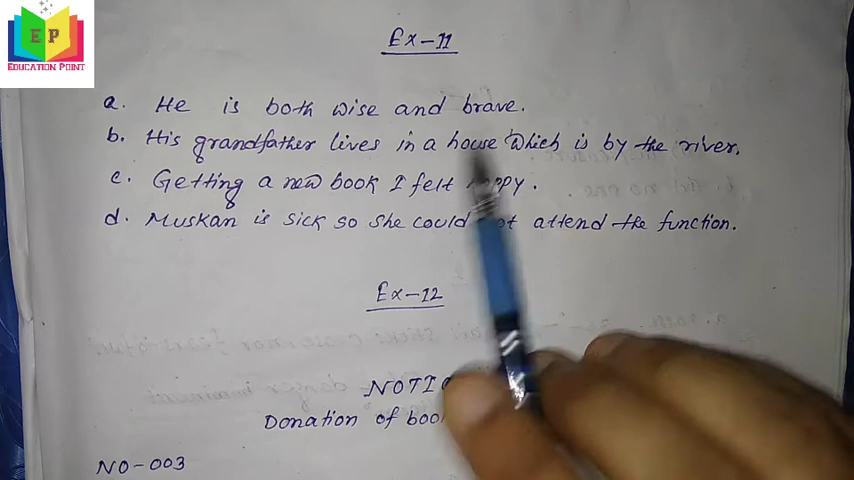 EP
EDUCATION POINT
Ex-11
a. He is both wise and brave.
b. His grandfather lives in a house which is by the river.
c. Getting a new book I felt happy.
d. Muskan is sick so she could not attend the function.
Ex-12
Donation of
NO-003